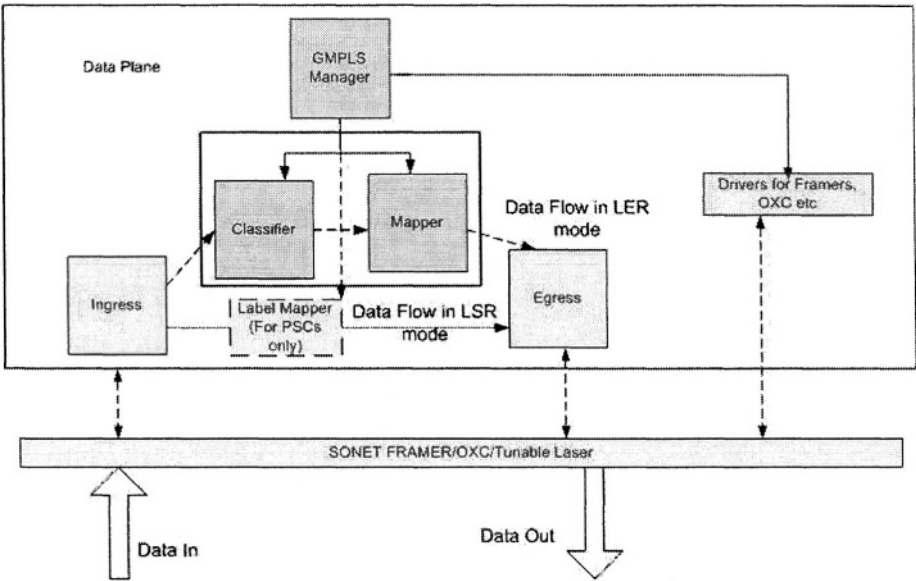 Data Plane
GMPLS
Manager
Drivers for Framers,
OXC etc
Classifier
Mapper
Data Flow in LER
mode
Ingress
Label Mapper
(For PSCs
only)
Data Flow in LSR
mode
Egress
SONET FRAMER/OXC/Tunable Laser
Data In
Data Out